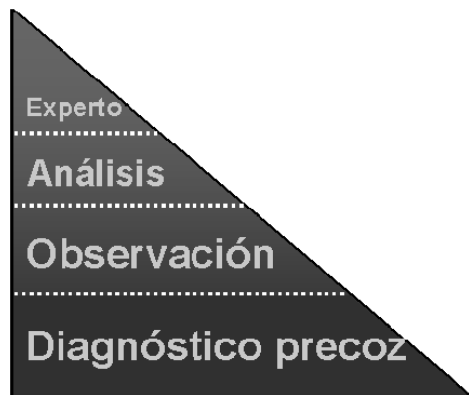 Experto
Análisis
Observación
Diagnóstico precoz